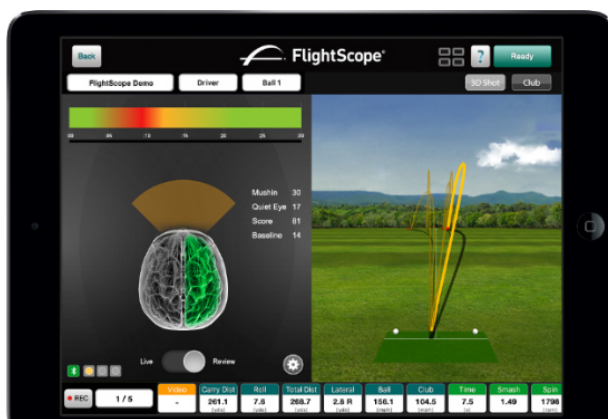 Back
FlightScope®
?
Ready
FlightScope Demo
Driver
Ball 1
3D Shot
Club
Mushin 30
Quiet Eye 17
Score 81
Baseline 14
Live
Review
REC
1 / 5
Video Carry Dist Roll Total Dist Lateral Ball Club Time Smash Spin
- 261.1 7.6 268.7 2.8 R 156.1 104.5 7.5 1.49 1798